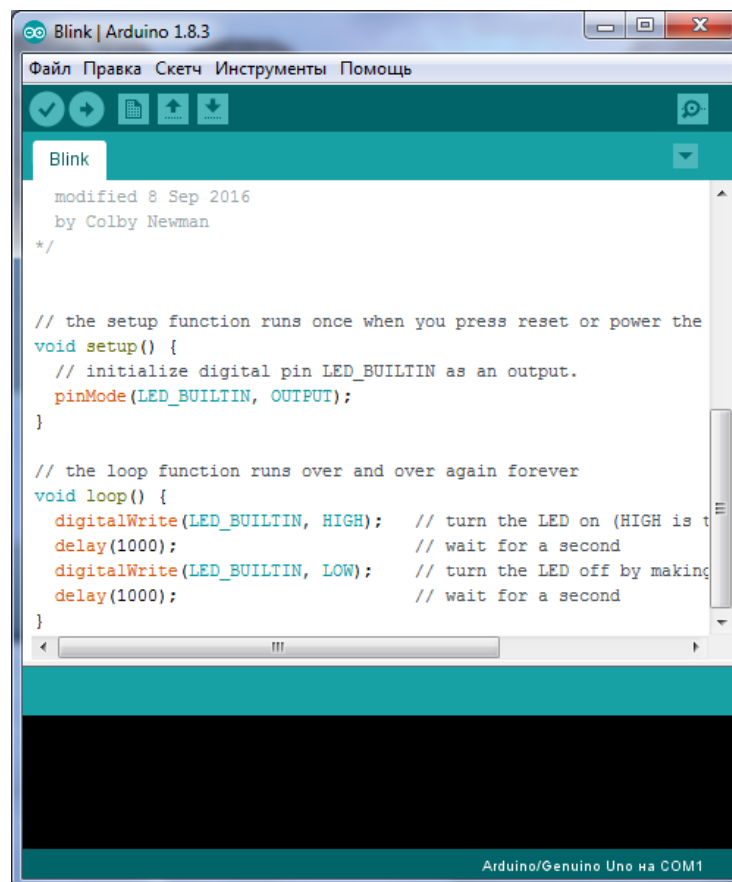 Blink | Arduino 1.8.3
Файл Правка Скетч Инструменты Помощь
Blink
modified 8 Sep 2016
by Colby Newman
*/
// the setup function runs once when you press reset or power the
void setup() {
// initialize digital pin LED_BUILTIN as an output.
pinMode(LED_BUILTIN, OUTPUT);
}
// the loop function runs over and over again forever
void loop() {
digitalWrite(LED_BUILTIN, HIGH); // turn the LED on (HIGH is t
delay(1000); // wait for a second
digitalWrite(LED_BUILTIN, LOW); // turn the LED off by making
delay(1000); // wait for a second
}
Arduino/Genuino Uno на COM1